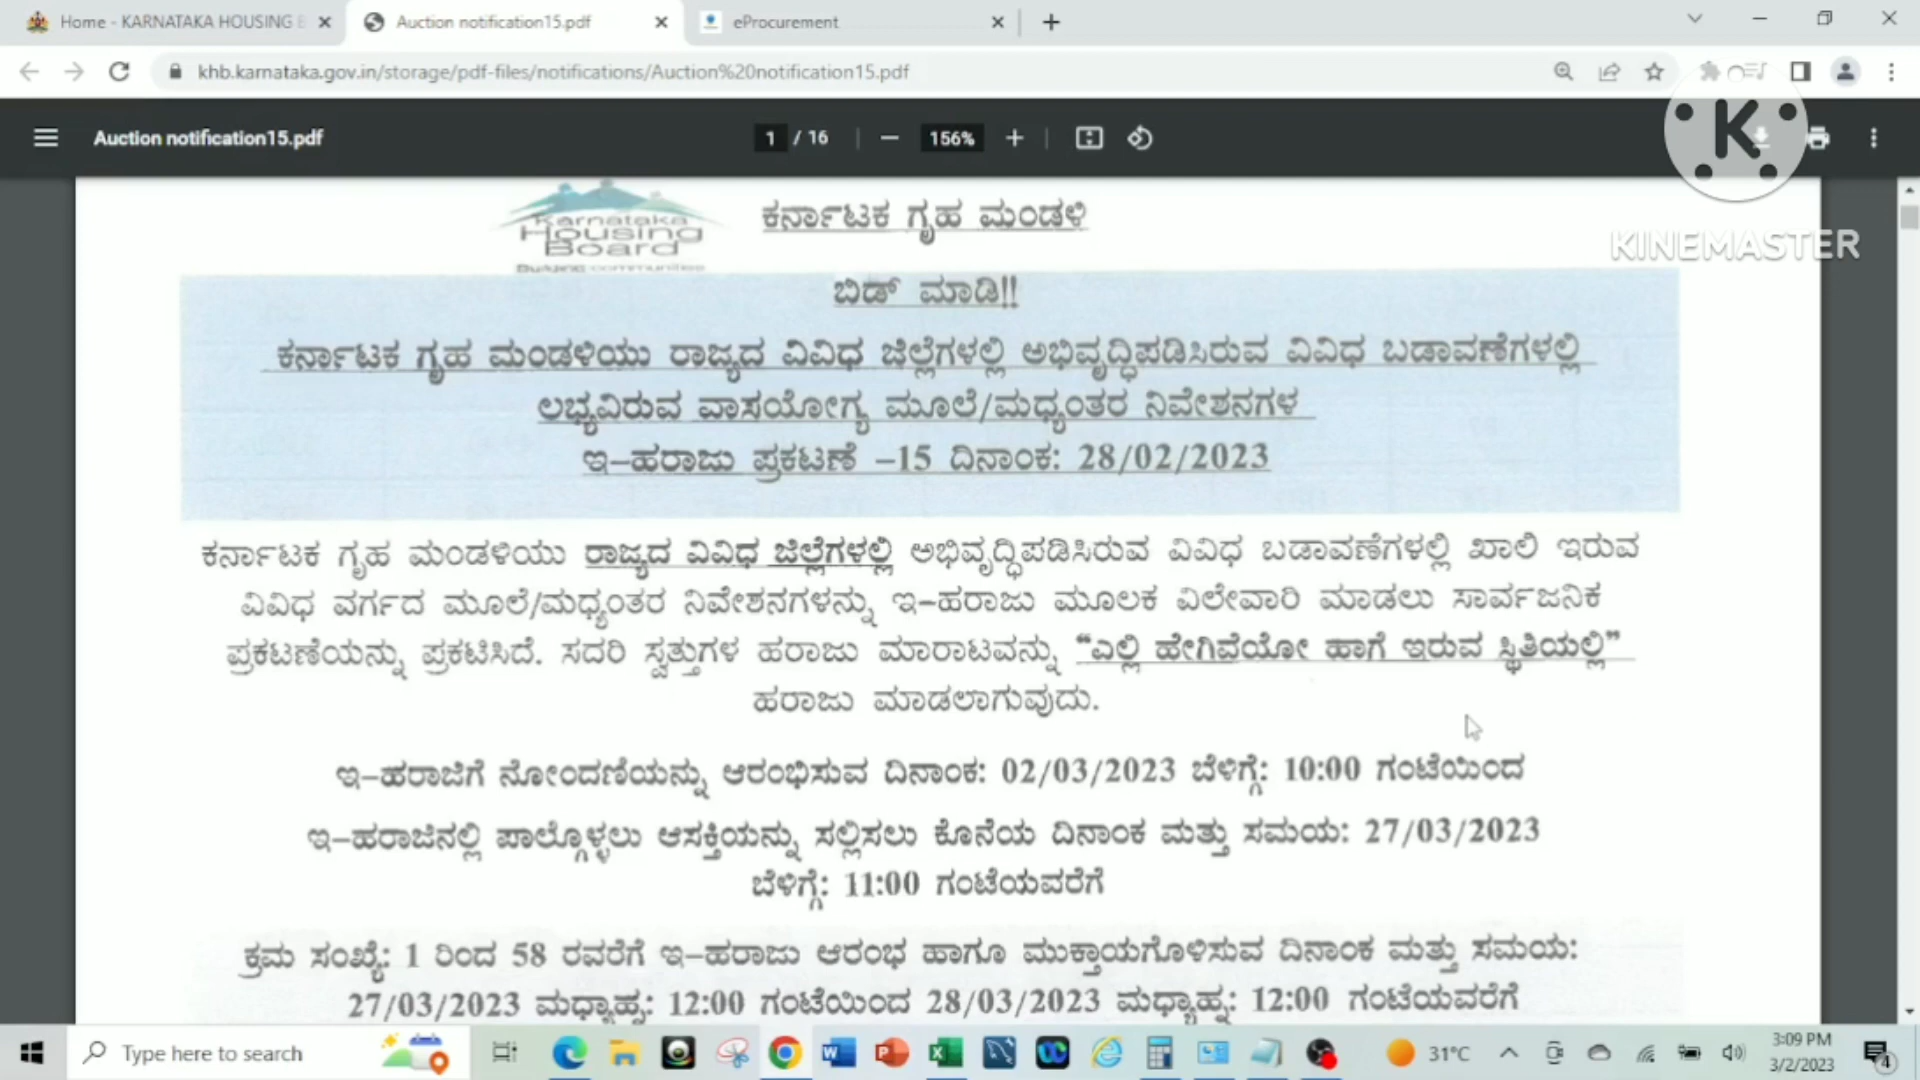 Home - KARNATAKA HOUSING B
Auction notification15.pdf
eProcurement
khb.karnataka.gov.in/storage/pdf-files/notifications/Auction%20notification15.pdf
Auction notification15.pdf
1 / 16
156%
K
KINEMASTER
Karnataka
Housing
Board
Building communities
ಕರ್ನಾಟಕ ಗೃಹ ಮಂಡಳಿ
ಬಿಡ್ ಮಾಡಿ!!
ಕರ್ನಾಟಕ ಗೃಹ ಮಂಡಳಿಯು ರಾಜ್ಯದ ವಿವಿಧ ಜಿಲ್ಲೆಗಳಲ್ಲಿ ಅಭಿವೃದ್ಧಿಪಡಿಸಿರುವ ವಿವಿಧ ಬಡಾವಣೆಗಳಲ್ಲಿ
ಲಭ್ಯವಿರುವ ವಾಸಯೋಗ್ಯ ಮೂಲೆ/ಮಧ್ಯಂತರ ನಿವೇಶನಗಳ
ಇ-ಹರಾಜು ಪ್ರಕಟಣೆ -15 ದಿನಾಂಕ: 28/02/2023
ಕರ್ನಾಟಕ ಗೃಹ ಮಂಡಳಿಯು ರಾಜ್ಯದ ವಿವಿಧ ಜಿಲ್ಲೆಗಳಲ್ಲಿ ಅಭಿವೃದ್ಧಿಪಡಿಸಿರುವ ವಿವಿಧ ಬಡಾವಣೆಗಳಲ್ಲಿ ಖಾಲಿ ಇರುವ
ವಿವಿಧ ವರ್ಗದ ಮೂಲೆ/ಮಧ್ಯಂತರ ನಿವೇಶನಗಳನ್ನು ಇ-ಹರಾಜು ಮೂಲಕ ವಿಲೇವಾರಿ ಮಾಡಲು ಸಾರ್ವಜನಿಕ
ಪ್ರಕಟಣೆಯನ್ನು ಪ್ರಕಟಿಸಿದೆ. ಸದರಿ ಸ್ವತ್ತುಗಳ ಹರಾಜು ಮಾರಾಟವನ್ನು "ಎಲ್ಲಿ ಹೇಗಿವೆಯೋ ಹಾಗೆ ಇರುವ ಸ್ಥಿತಿಯಲ್ಲಿ"
ಹರಾಜು ಮಾಡಲಾಗುವುದು.
ಇ-ಹರಾಜಿಗೆ ನೋಂದಣಿಯನ್ನು ಆರಂಭಿಸುವ ದಿನಾಂಕ: 02/03/2023 ಬೆಳಿಗ್ಗೆ: 10:00 ಗಂಟೆಯಿಂದ
ಇ-ಹರಾಜಿನಲ್ಲಿ ಪಾಲ್ಗೊಳ್ಳಲು ಆಸಕ್ತಿಯನ್ನು ಸಲ್ಲಿಸಲು ಕೊನೆಯ ದಿನಾಂಕ ಮತ್ತು ಸಮಯ: 27/03/2023
ಬೆಳಿಗ್ಗೆ: 11:00 ಗಂಟೆಯವರೆಗೆ
ಕ್ರಮ ಸಂಖ್ಯೆ: 1 ರಿಂದ 58 ರವರೆಗೆ ಇ-ಹರಾಜು ಆರಂಭ ಹಾಗೂ ಮುಕ್ತಾಯಗೊಳಿಸುವ ದಿನಾಂಕ ಮತ್ತು ಸಮಯ:
27/03/2023 ಮಧ್ಯಾಹ್ನ: 12:00 ಗಂಟೆಯಿಂದ 28/03/2023 ಮಧ್ಯಾಹ್ನ: 12:00 ಗಂಟೆಯವರೆಗೆ
Type here to search
31°C
3:09 PM
3/2/2023
4